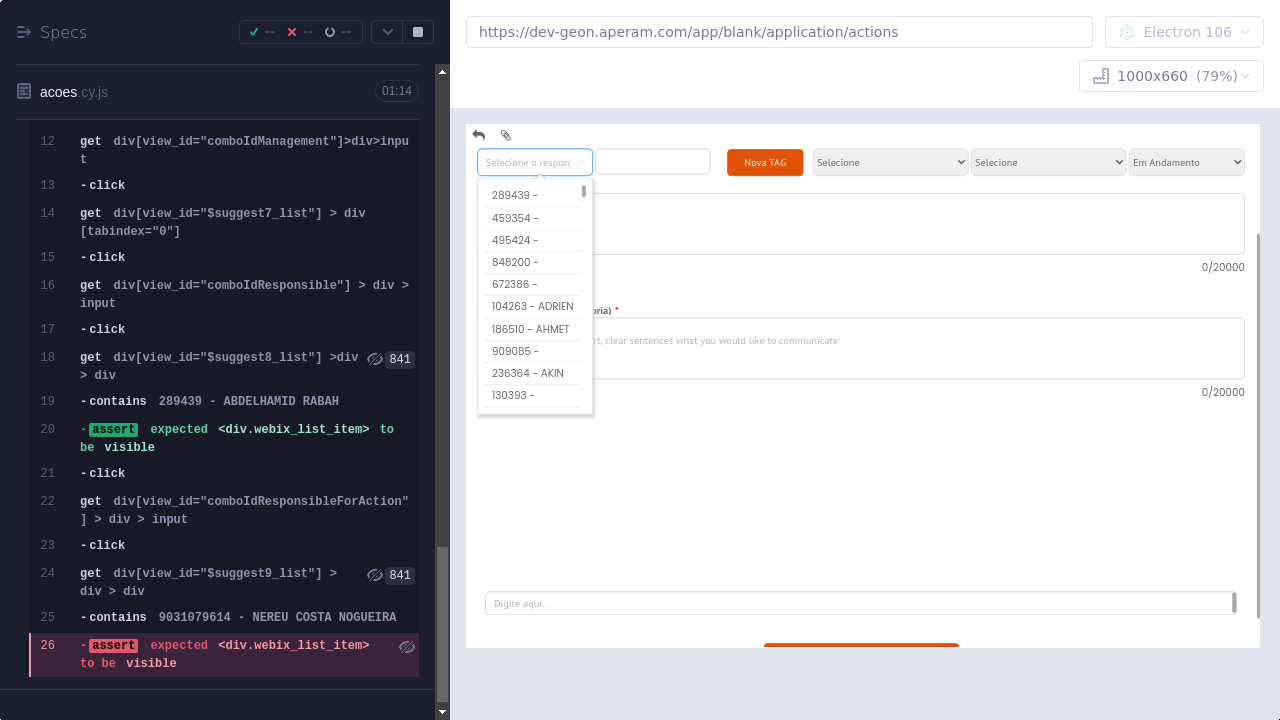 Specs
-- -- --
acoes.cy.js 01:14
12 get div[view_id="comboIdManagement"]>div>inpu
t
13 -click
14 get div[view_id="$suggest7_list"] > div
[tabindex="0"]
15 -click
16 get div[view_id="comboIdResponsible"] > div >
input
17 -click
18 get div[view_id="$suggest8_list"] >div 841
> div
19 -contains 289439 - ABDELHAMID RABAH
20 -assert expected <div.webix_list_item> to
be visible
21 -click
22 get div[view_id="comboIdResponsibleForAction"
] > div > input
23 -click
24 get div[view_id="$suggest9_list"] > 841
div > div
25 -contains 9031079614 - NEREU COSTA NOGUEIRA
26 -assert expected <div.webix_list_item>
to be visible
https://dev-geon.aperam.com/app/blank/application/actions
Electron 106
1000x660 (79%)
Selecione o respon: Nova TAG Selecione Selecione Em Andamento
289439 -
459354 -
495424 -
848200 -
672386 -
104263 - ADRIEN
186510 - AHMET
909085 -
236364 - AKIN
130393 -
0/20000
oria) *
rt, clear sentences what you would like to communicate
0/20000
Digite aqui..